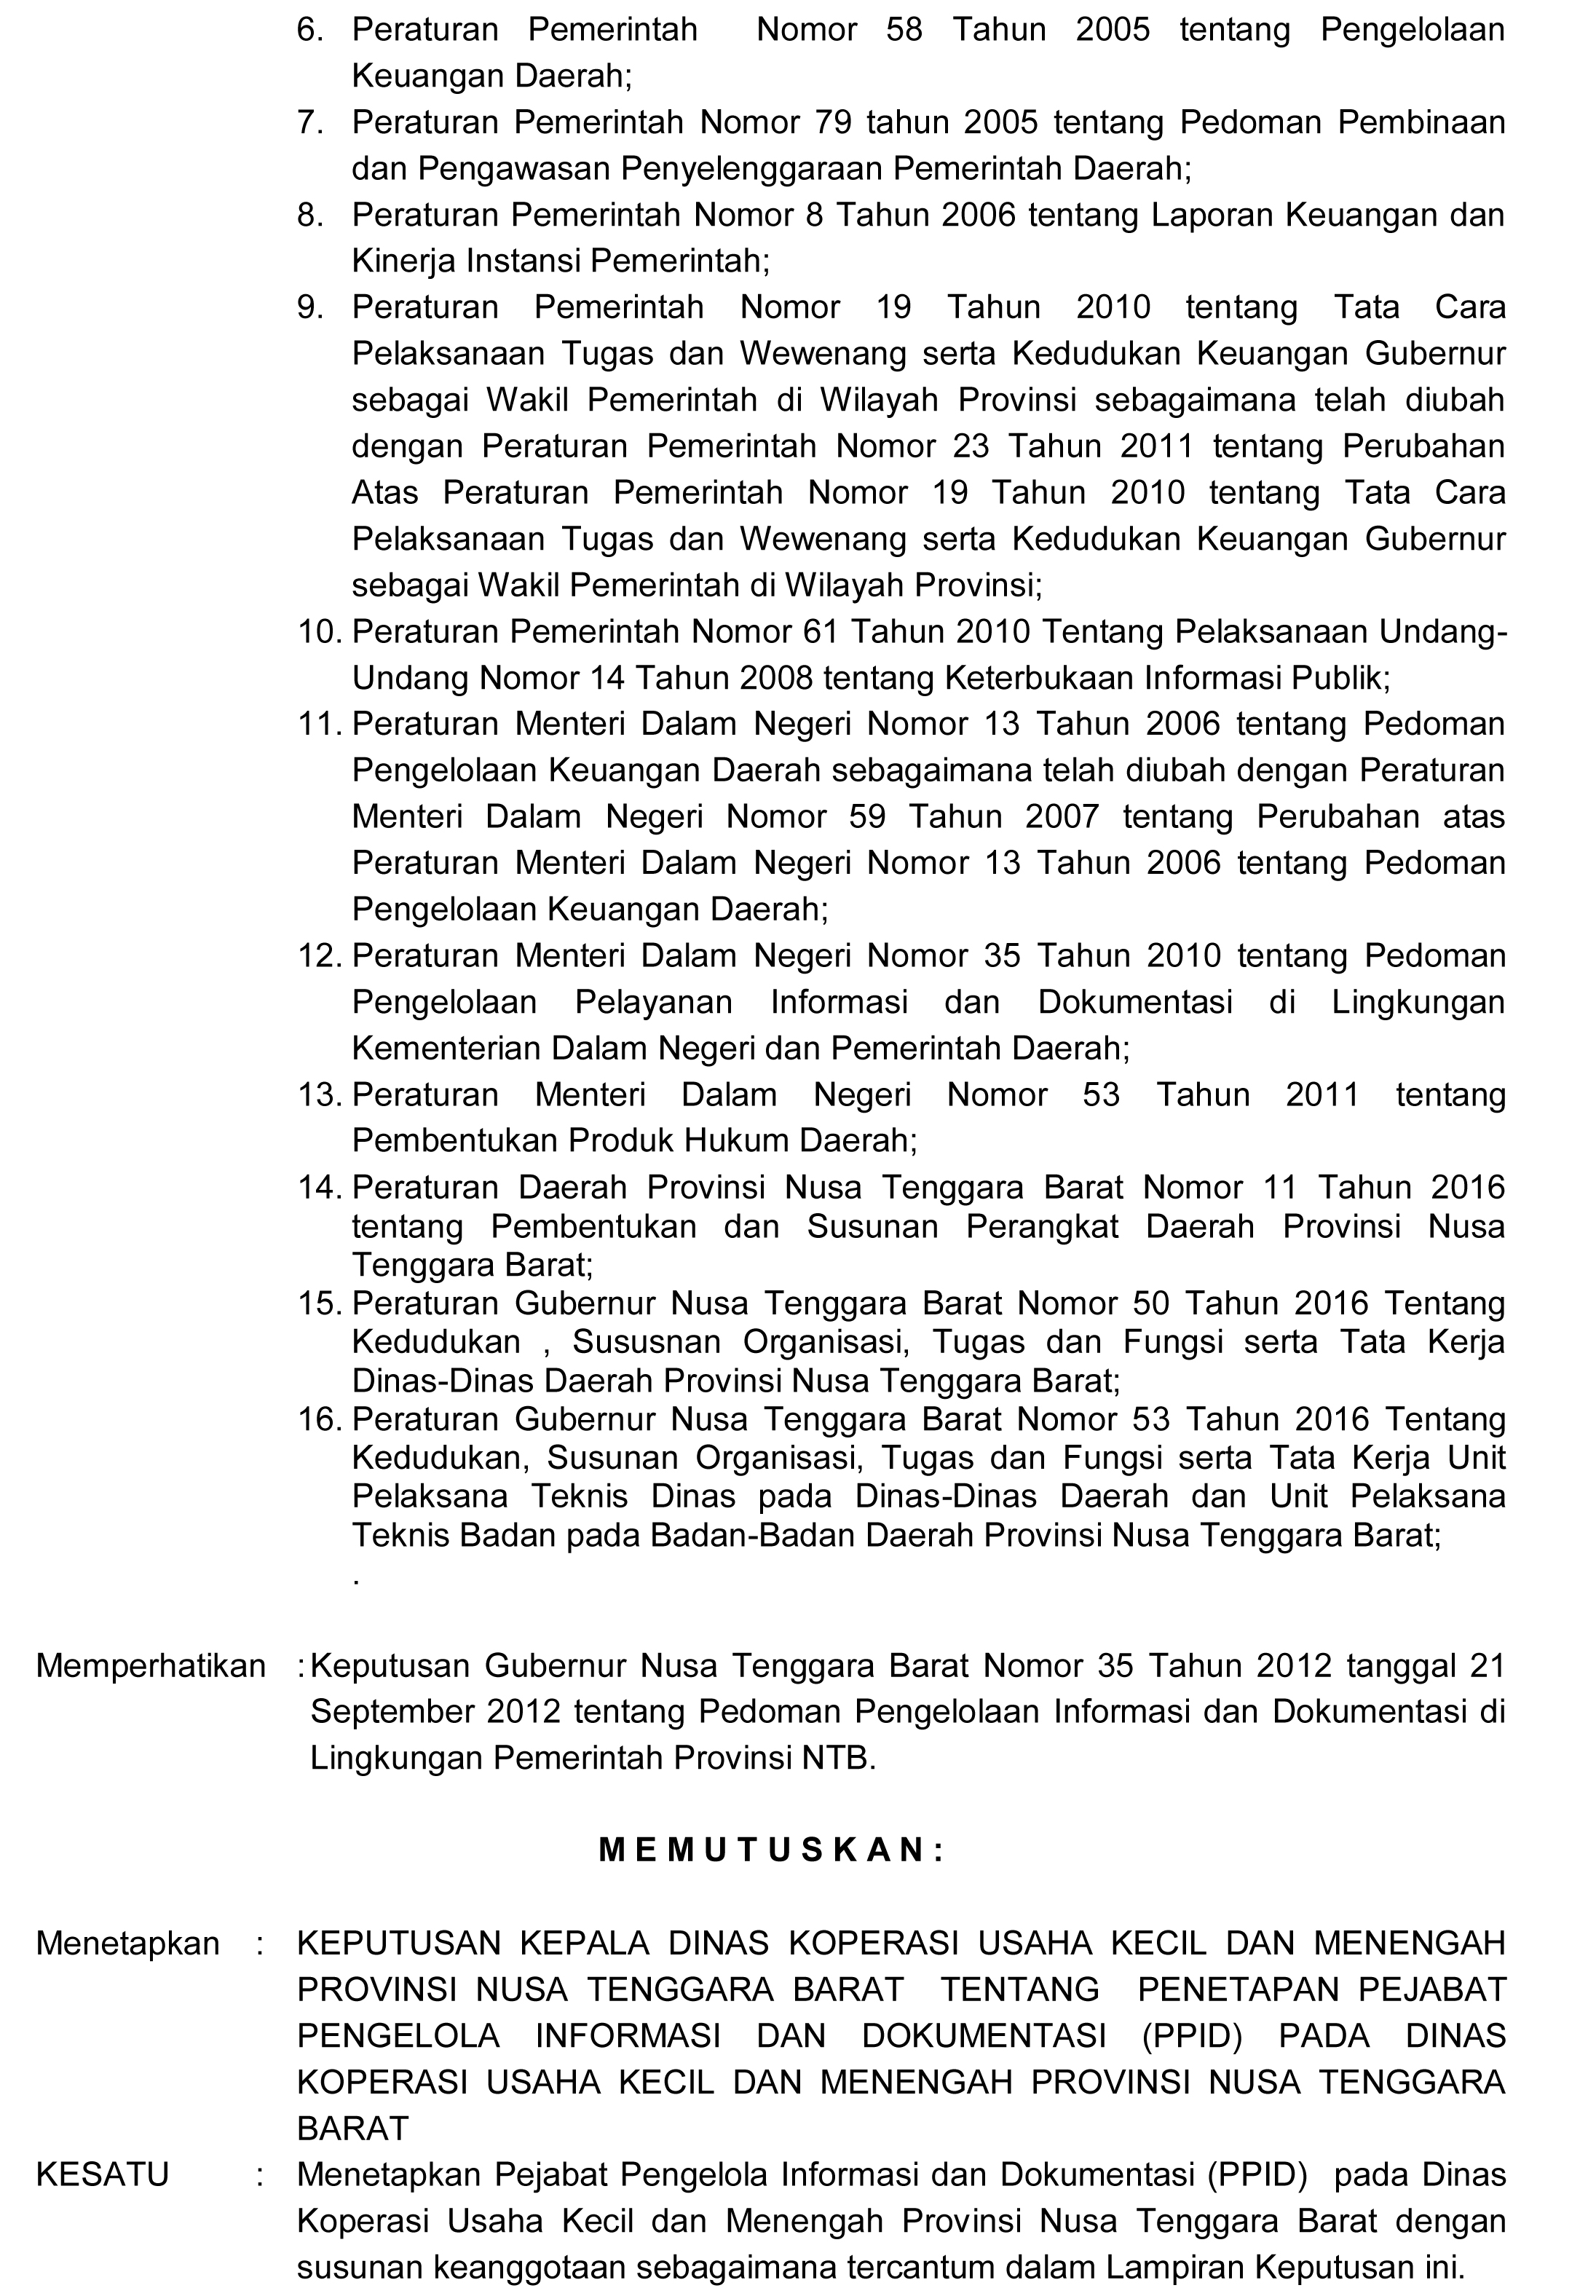 6. Peraturan Pemerintah Nomor 58 Tahun 2005 tentang Pengelolaan
Keuangan Daerah;
7. Peraturan Pemerintah Nomor 79 tahun 2005 tentang Pedoman Pembinaan
dan Pengawasan Penyelenggaraan Pemerintah Daerah;
8. Peraturan Pemerintah Nomor 8 Tahun 2006 tentang Laporan Keuangan dan
Kinerja Instansi Pemerintah;
9. Peraturan Pemerintah Nomor 19 Tahun 2010 tentang Tata Cara
Pelaksanaan Tugas dan Wewenang serta Kedudukan Keuangan Gubernur
sebagai Wakil Pemerintah di Wilayah Provinsi sebagaimana telah diubah
dengan Peraturan Pemerintah Nomor 23 Tahun 2011 tentang Perubahan
Atas Peraturan Pemerintah Nomor 19 Tahun 2010 tentang Tata Cara
Pelaksanaan Tugas dan Wewenang serta Kedudukan Keuangan Gubernur
sebagai Wakil Pemerintah di Wilayah Provinsi;
10. Peraturan Pemerintah Nomor 61 Tahun 2010 Tentang Pelaksanaan Undang-
Undang Nomor 14 Tahun 2008 tentang Keterbukaan Informasi Publik;
11. Peraturan Menteri Dalam Negeri Nomor 13 Tahun 2006 tentang Pedoman
Pengelolaan Keuangan Daerah sebagaimana telah diubah dengan Peraturan
Menteri Dalam Negeri Nomor 59 Tahun 2007 tentang Perubahan atas
Peraturan Menteri Dalam Negeri Nomor 13 Tahun 2006 tentang Pedoman
Pengelolaan Keuangan Daerah;
12. Peraturan Menteri Dalam Negeri Nomor 35 Tahun 2010 tentang Pedoman
Pengelolaan Pelayanan Informasi dan Dokumentasi di Lingkungan
Kementerian Dalam Negeri dan Pemerintah Daerah;
13. Peraturan Menteri Dalam Negeri Nomor 53 Tahun 2011 tentang
Pembentukan Produk Hukum Daerah;
14. Peraturan Daerah Provinsi Nusa Tenggara Barat Nomor 11 Tahun 2016
tentang Pembentukan dan Susunan Perangkat Daerah Provinsi Nusa
Tenggara Barat;
15. Peraturan Gubernur Nusa Tenggara Barat Nomor 50 Tahun 2016 Tentang
Kedudukan , Sususnan Organisasi, Tugas dan Fungsi serta Tata Kerja
Dinas-Dinas Daerah Provinsi Nusa Tenggara Barat;
16. Peraturan Gubernur Nusa Tenggara Barat Nomor 53 Tahun 2016 Tentang
Kedudukan, Susunan Organisasi, Tugas dan Fungsi serta Tata Kerja Unit
Pelaksana Teknis Dinas pada Dinas-Dinas Daerah dan Unit Pelaksana
Teknis Badan pada Badan-Badan Daerah Provinsi Nusa Tenggara Barat;
.
Memperhatikan : Keputusan Gubernur Nusa Tenggara Barat Nomor 35 Tahun 2012 tanggal 21
September 2012 tentang Pedoman Pengelolaan Informasi dan Dokumentasi di
Lingkungan Pemerintah Provinsi NTB.
M E M U T U S K A N :
Menetapkan : KEPUTUSAN KEPALA DINAS KOPERASI USAHA KECIL DAN MENENGAH
PROVINSI NUSA TENGGARA BARAT TENTANG PENETAPAN PEJABAT
PENGELOLA INFORMASI DAN DOKUMENTASI (PPID) PADA DINAS
KOPERASI USAHA KECIL DAN MENENGAH PROVINSI NUSA TENGGARA
BARAT
KESATU : Menetapkan Pejabat Pengelola Informasi dan Dokumentasi (PPID) pada Dinas
Koperasi Usaha Kecil dan Menengah Provinsi Nusa Tenggara Barat dengan
susunan keanggotaan sebagaimana tercantum dalam Lampiran Keputusan ini.